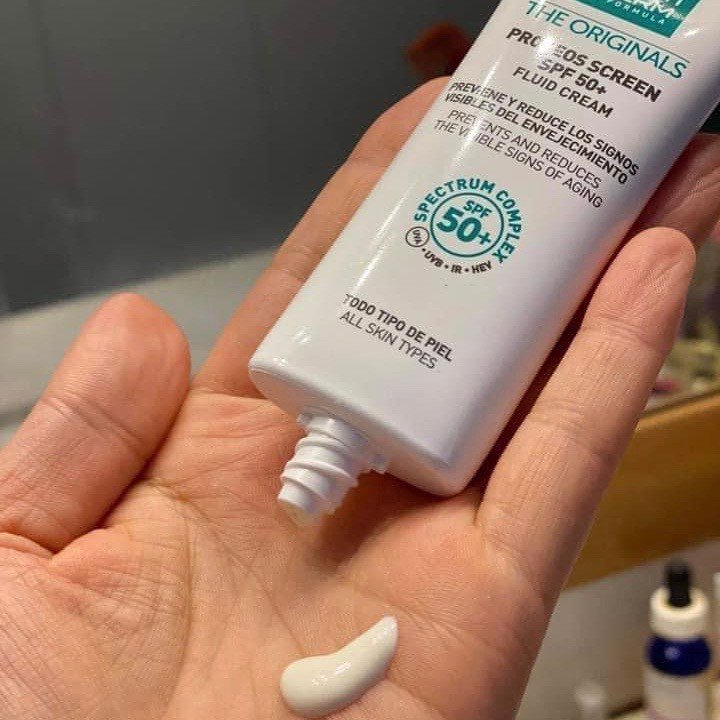 FORMULA
THE ORIGINALS
PROTEOS SCREEN
SPF 50+
FLUID CREAM
PREVIENE Y REDUCE LOS SIGNOS
VISIBLES DEL ENVEJECIMIENTO
PREVENTS AND REDUCES
THE VISIBLE SIGNS OF AGING
SPECTRUM COMPLEX
SPF
50+
UVA • UVB • IR • HEV
TODO TIPO DE PIEL
ALL SKIN TYPES